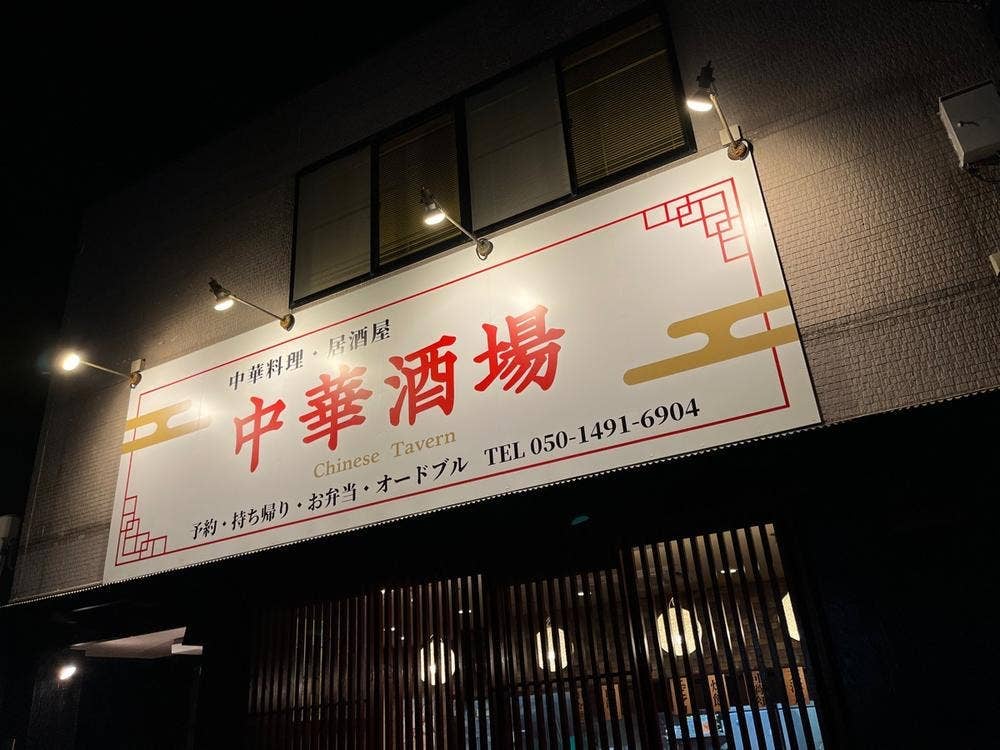 中華料理・居酒屋
中華酒場
Chinese Tavern
予約・持ち帰り・お弁当・オードブル TEL 050-1491-6904